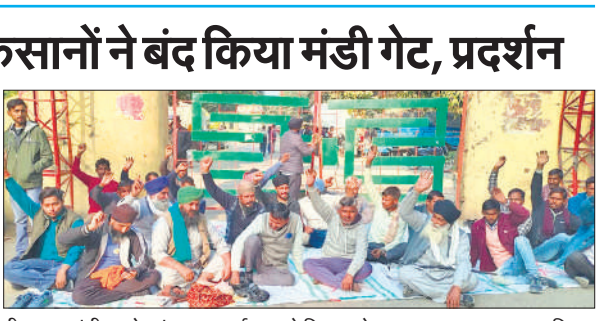 किसानों ने बंद किया मंडी गेट, प्रदर्शन